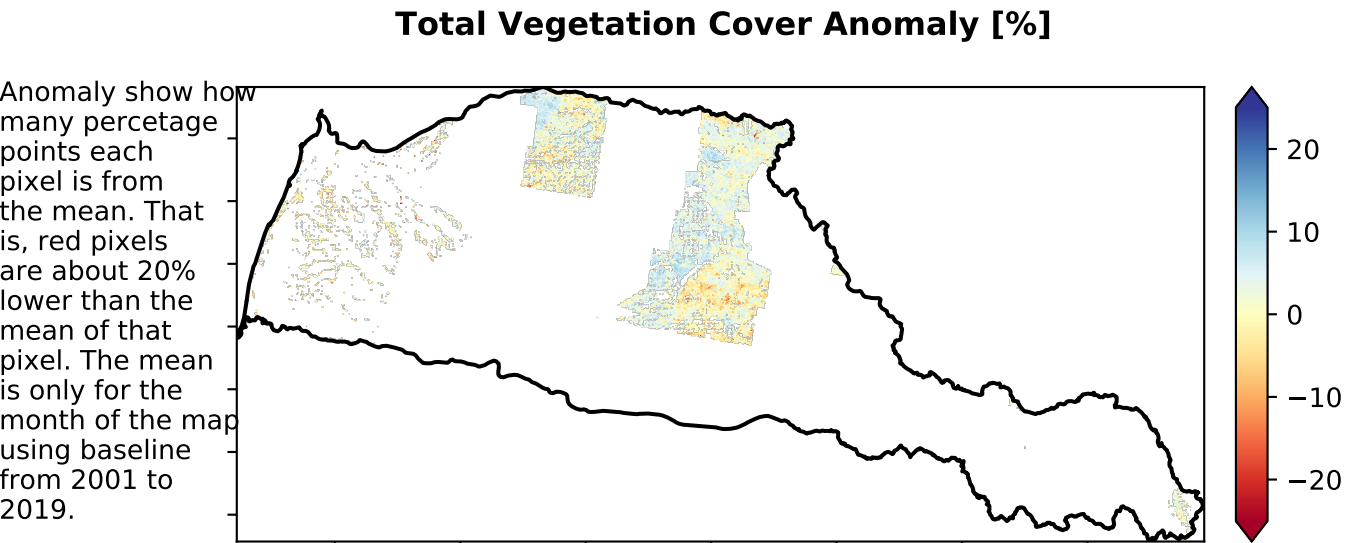 Total Vegetation Cover Anomaly [%]
Anomaly show how
many percetage
points each
pixel is from
the mean. That
is, red pixels
are about 20%
lower than the
mean of that
pixel. The mean
is only for the
month of the map
using baseline
from 2001 to
2019.
20
10
0
−10
−20